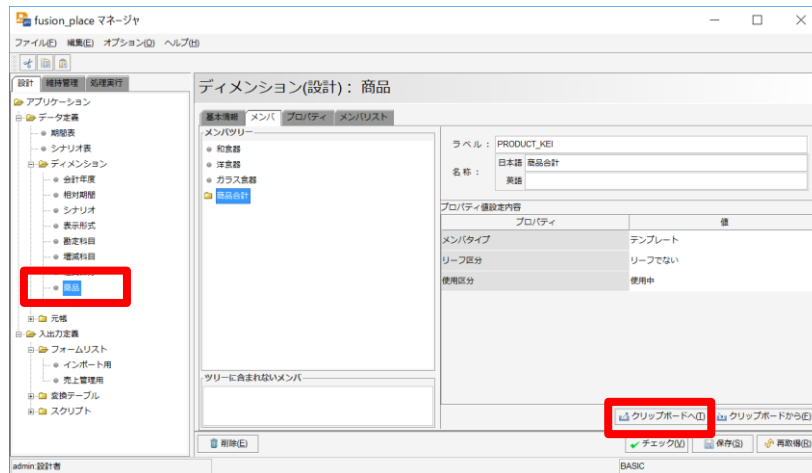 fusion_place マネージャ
ファイル(F) 編集(E) オプション(O) ヘルプ(H)
設計 維持管理 処理実行
アプリケーション
データ定義
期間表
シナリオ表
ディメンション
会計年度
相対期間
シナリオ
表示形式
勘定科目
増減科目
商品
元帳
入出力定義
フォームリスト
インポート用
売上管理用
変換テーブル
スクリプト
ディメンション(設計)： 商品
基本情報 メンバ プロパティ メンバリスト
メンバツリー
和食器
洋食器
ガラス食器
商品合計
ツリーに含まれないメンバ
ラベル： PRODUCT_KEI
名称： 日本語 商品合計
英語
プロパティ値設定内容
プロパティ 値
メンバタイプ テンプレート
リーフ区分 リーフでない
使用区分 使用中
クリップボードへ(T) クリップボードから(F)
削除(E) チェック(V) 保存(S) 再取得(R)
admin:設計者 BASIC